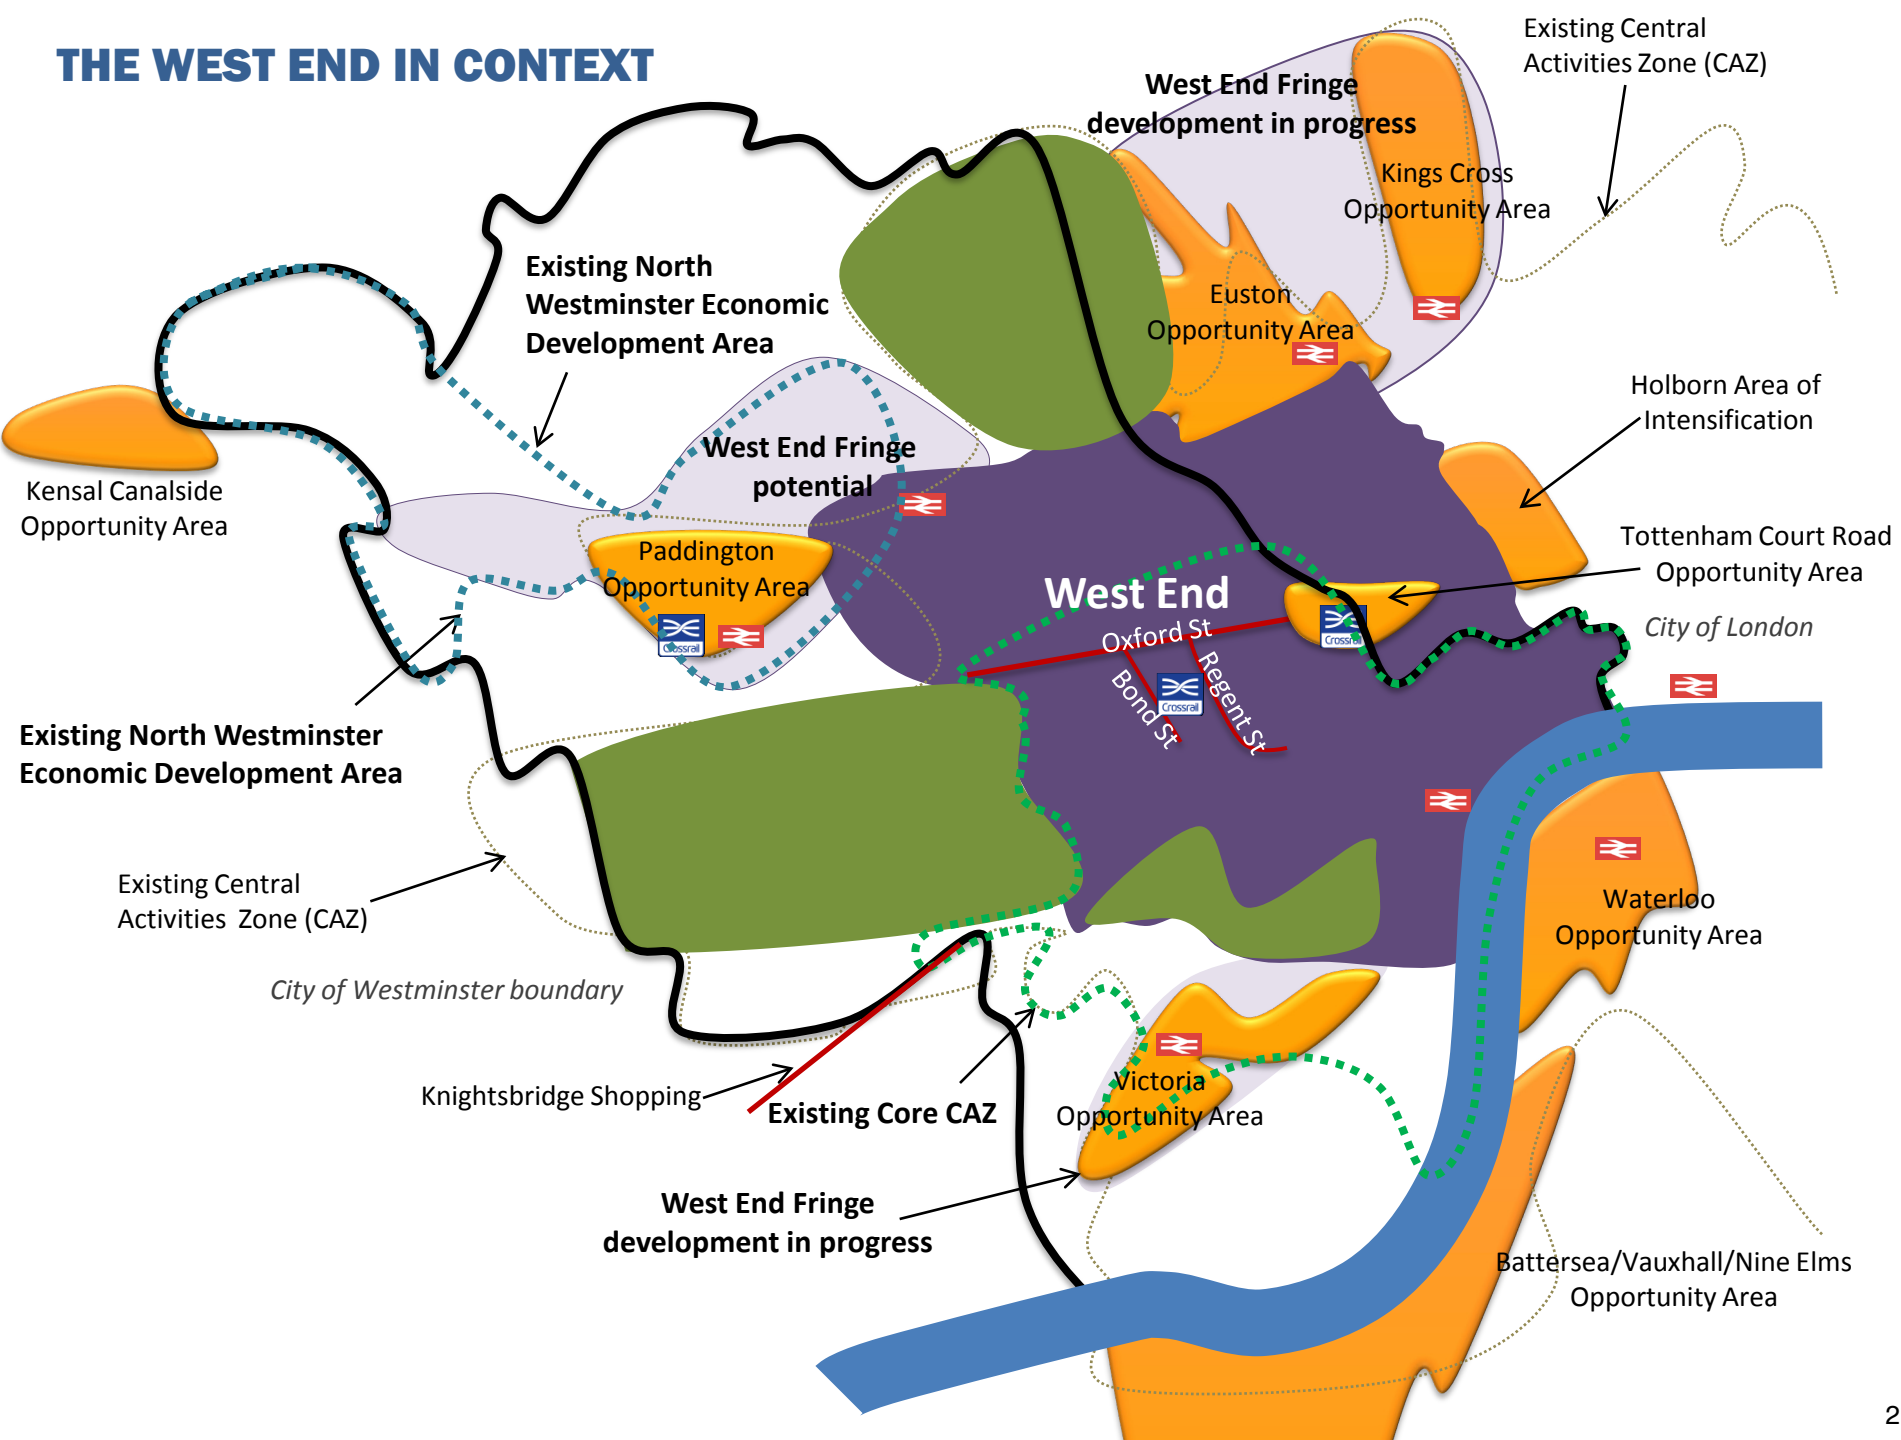 THE WEST END IN CONTEXT
Existing Central
Activities Zone (CAZ)
West End Fringe
development in progress
Kings Cross
Opportunity Area
Existing North
Westminster Economic
Development Area
Euston
Opportunity Area
Holborn Area of
Intensification
West End Fringe
potential
Kensal Canalside
Opportunity Area
Tottenham Court Road
Opportunity Area
Paddington
Opportunity Area
West End
City of London
Oxford St
Crossrail
Crossrail
Regent St
Bond St
Crossrail
Existing North Westminster
Economic Development Area
Existing Central
Activities Zone (CAZ)
Waterloo
Opportunity Area
City of Westminster boundary
Knightsbridge Shopping
Existing Core CAZ
Victoria
Opportunity Area
West End Fringe
development in progress
Battersea/Vauxhall/Nine Elms
Opportunity Area
2